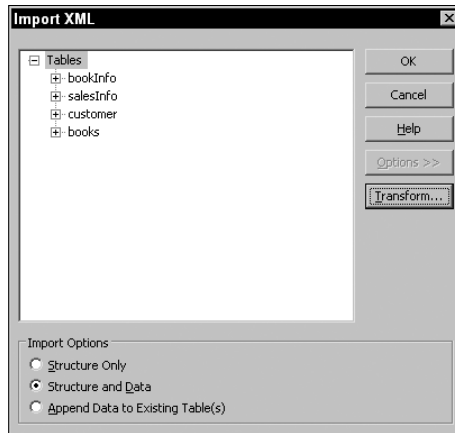 Import XML
Tables
bookInfo
salesInfo
customer
books
OK
Cancel
Help
Options >>
Transform...
Import Options
Structure Only
Structure and Data
Append Data to Existing Table(s)